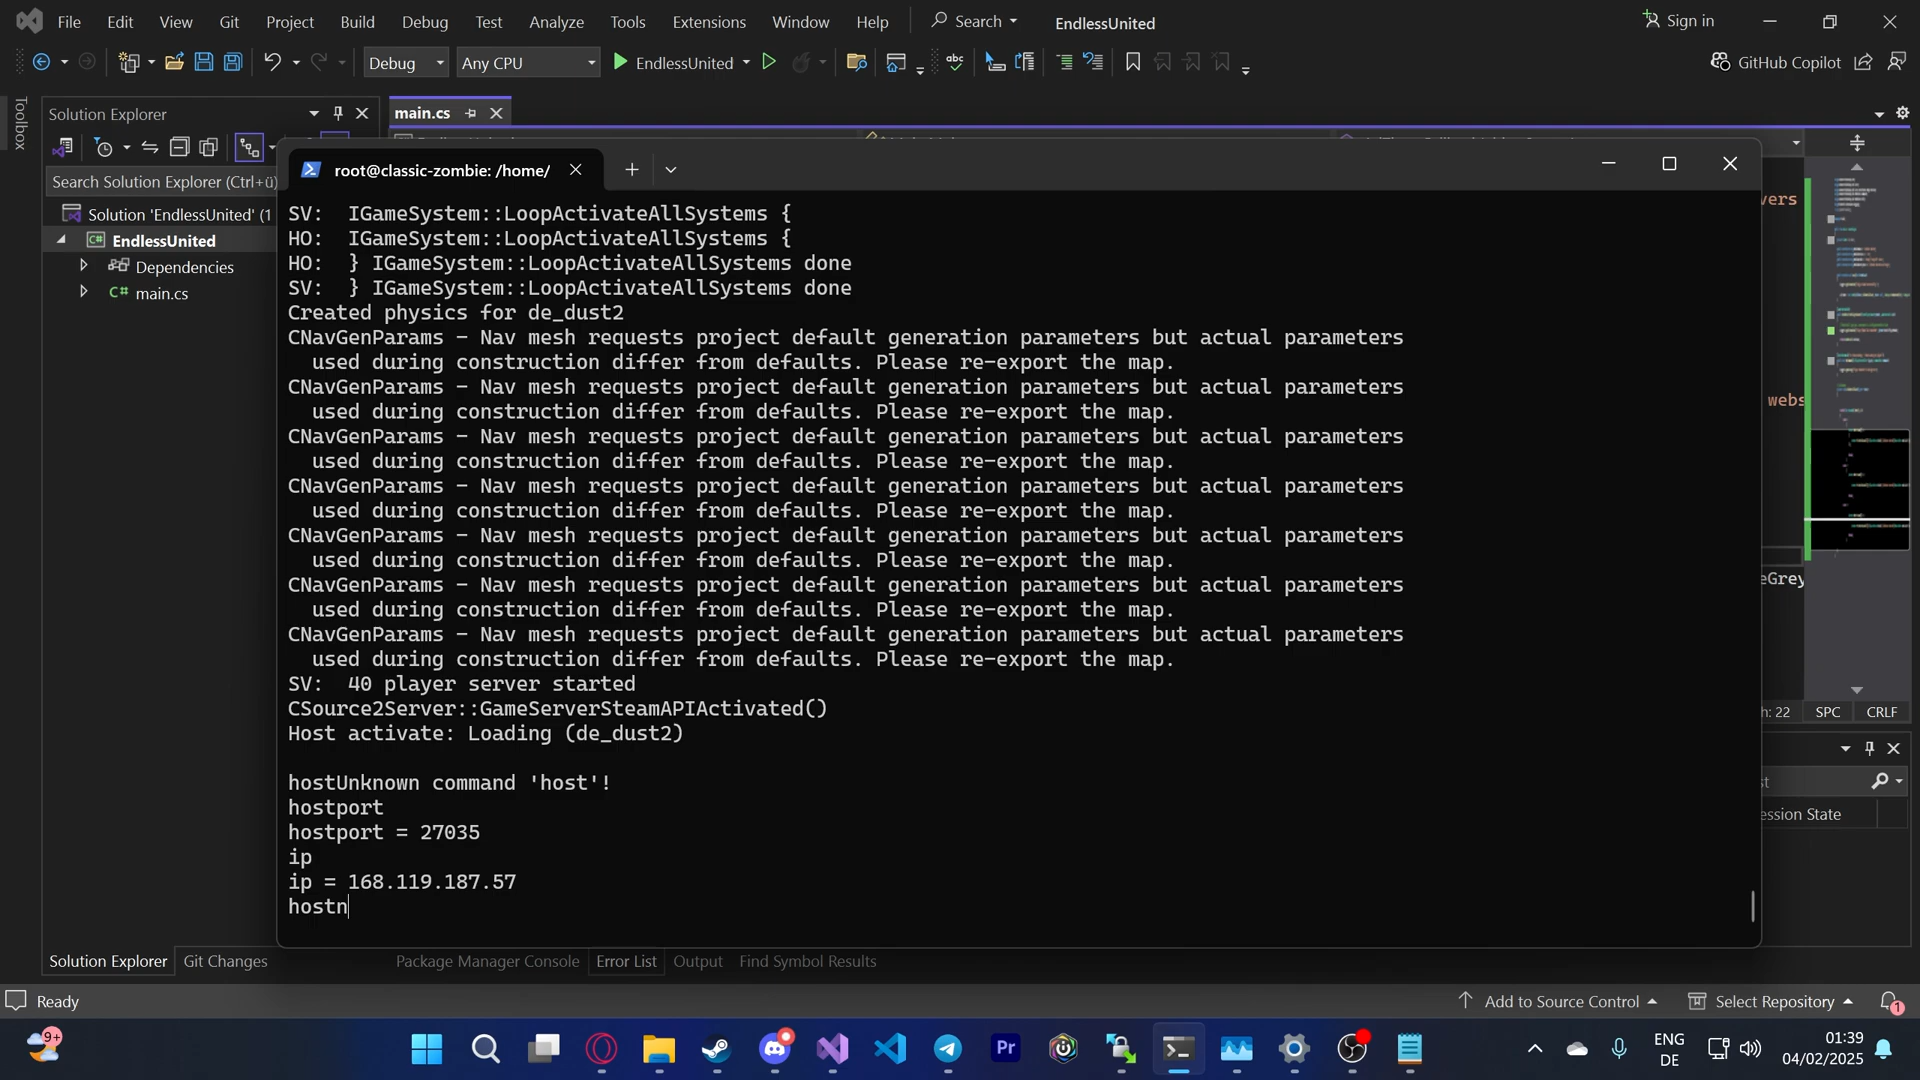 File Edit View Git Project Build Debug Test Analyze Tools Extensions Window Help Search EndlessUnited Sign in
Debug Any CPU EndlessUnited GitHub Copilot
Toolbox
Solution Explorer
main.cs
Search Solution Explorer (Ctrl+ü)
Solution 'EndlessUnited' (1
C# EndlessUnited
Dependencies
C# main.cs
root@classic-zombie: /home/
SV:  IGameSystem::LoopActivateAllSystems {
HO:  IGameSystem::LoopActivateAllSystems {
HO:  } IGameSystem::LoopActivateAllSystems done
SV:  } IGameSystem::LoopActivateAllSystems done
Created physics for de_dust2
CNavGenParams - Nav mesh requests project default generation parameters but actual parameters
used during construction differ from defaults. Please re-export the map.
CNavGenParams - Nav mesh requests project default generation parameters but actual parameters
used during construction differ from defaults. Please re-export the map.
CNavGenParams - Nav mesh requests project default generation parameters but actual parameters
used during construction differ from defaults. Please re-export the map.
CNavGenParams - Nav mesh requests project default generation parameters but actual parameters
used during construction differ from defaults. Please re-export the map.
CNavGenParams - Nav mesh requests project default generation parameters but actual parameters
used during construction differ from defaults. Please re-export the map.
CNavGenParams - Nav mesh requests project default generation parameters but actual parameters
used during construction differ from defaults. Please re-export the map.
CNavGenParams - Nav mesh requests project default generation parameters but actual parameters
used during construction differ from defaults. Please re-export the map.
SV:  40 player server started
CSource2Server::GameServerSteamAPIActivated()
Host activate: Loading (de_dust2)
hostUnknown command 'host'!
hostport
hostport = 27035
ip
ip = 168.119.187.57
hostn
vers
webs
eGrey
h: 22 SPC CRLF
ession State
Solution Explorer Git Changes
Package Manager Console Error List Output Find Symbol Results
Ready
Add to Source Control Select Repository 1
9+
Pr
ENG
DE
01:39
04/02/2025